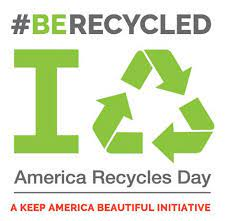 #BERECYCLED
I
America Recycles Day
A KEEP AMERICA BEAUTIFUL INITIATIVE